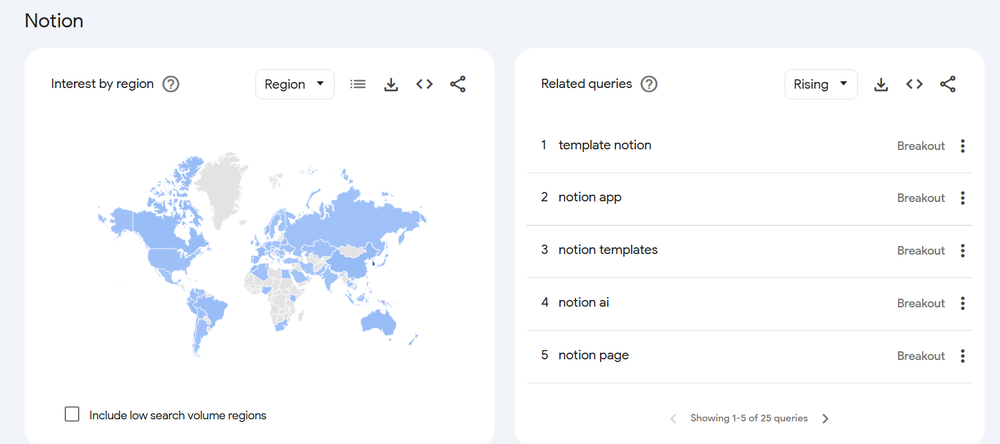 Notion
Interest by region
Region
Related queries
Rising
1 template notion Breakout
2 notion app Breakout
3 notion templates Breakout
4 notion ai Breakout
5 notion page Breakout
Include low search volume regions
Showing 1-5 of 25 queries